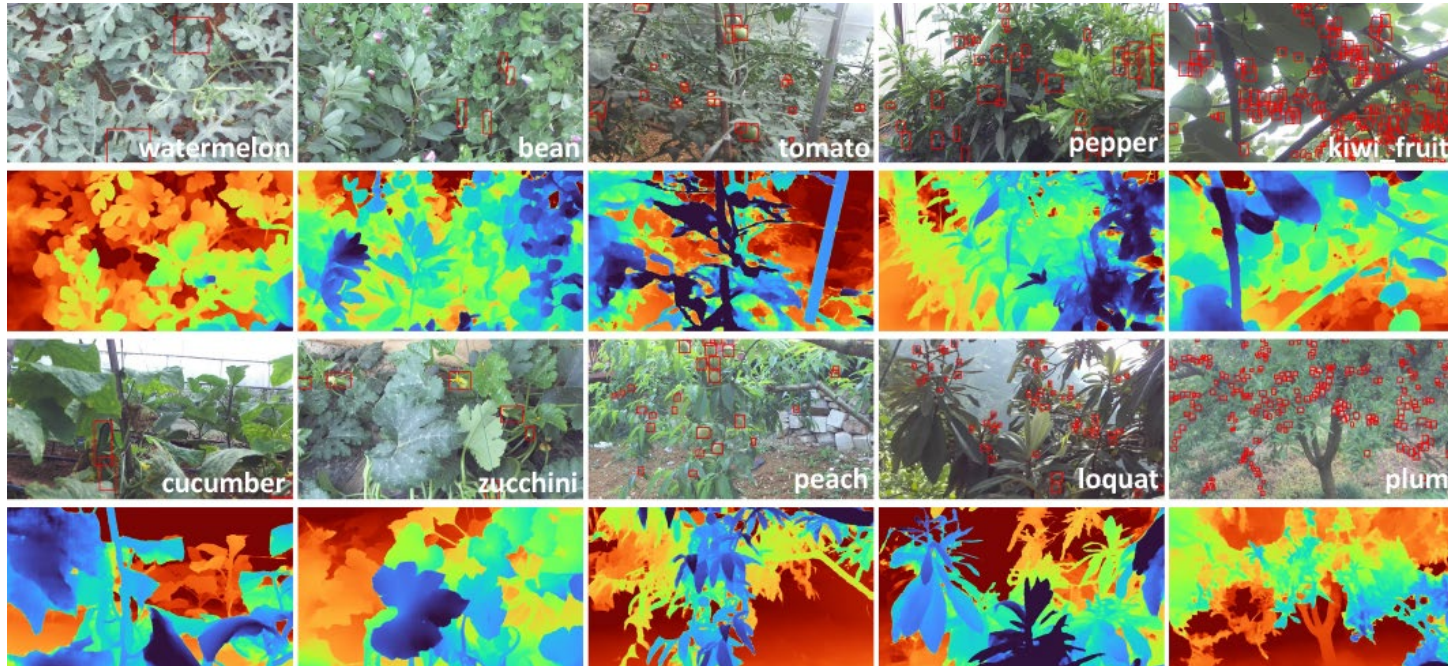 watermelon
bean
tomato
pepper
kiwi_fruit
cucumber
zucchini
peach
loquat
plum